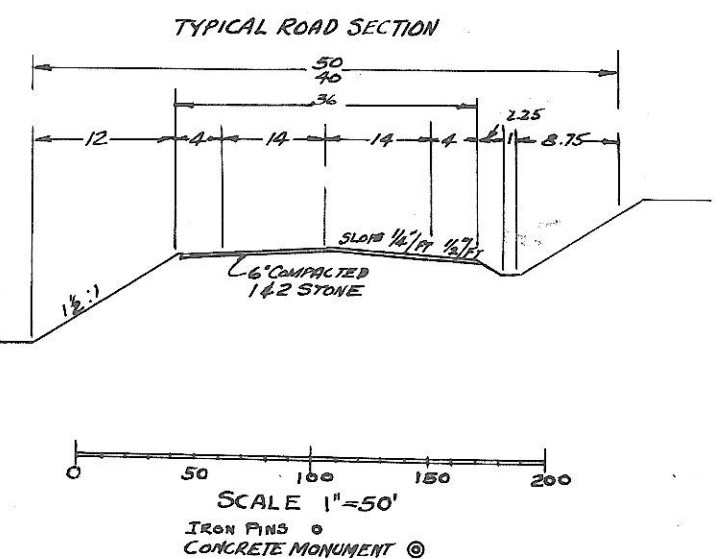 TYPICAL ROAD SECTION
50
40
36
2.25
12 4 14 14 4 1 8.75
SLOPE 1/4"/FT 1/2"/FT
6" COMPACTED
1 & 2 STONE
1 1/2 : 1
0 50 100 150 200
SCALE 1"=50'
IRON PINS
CONCRETE MONUMENT